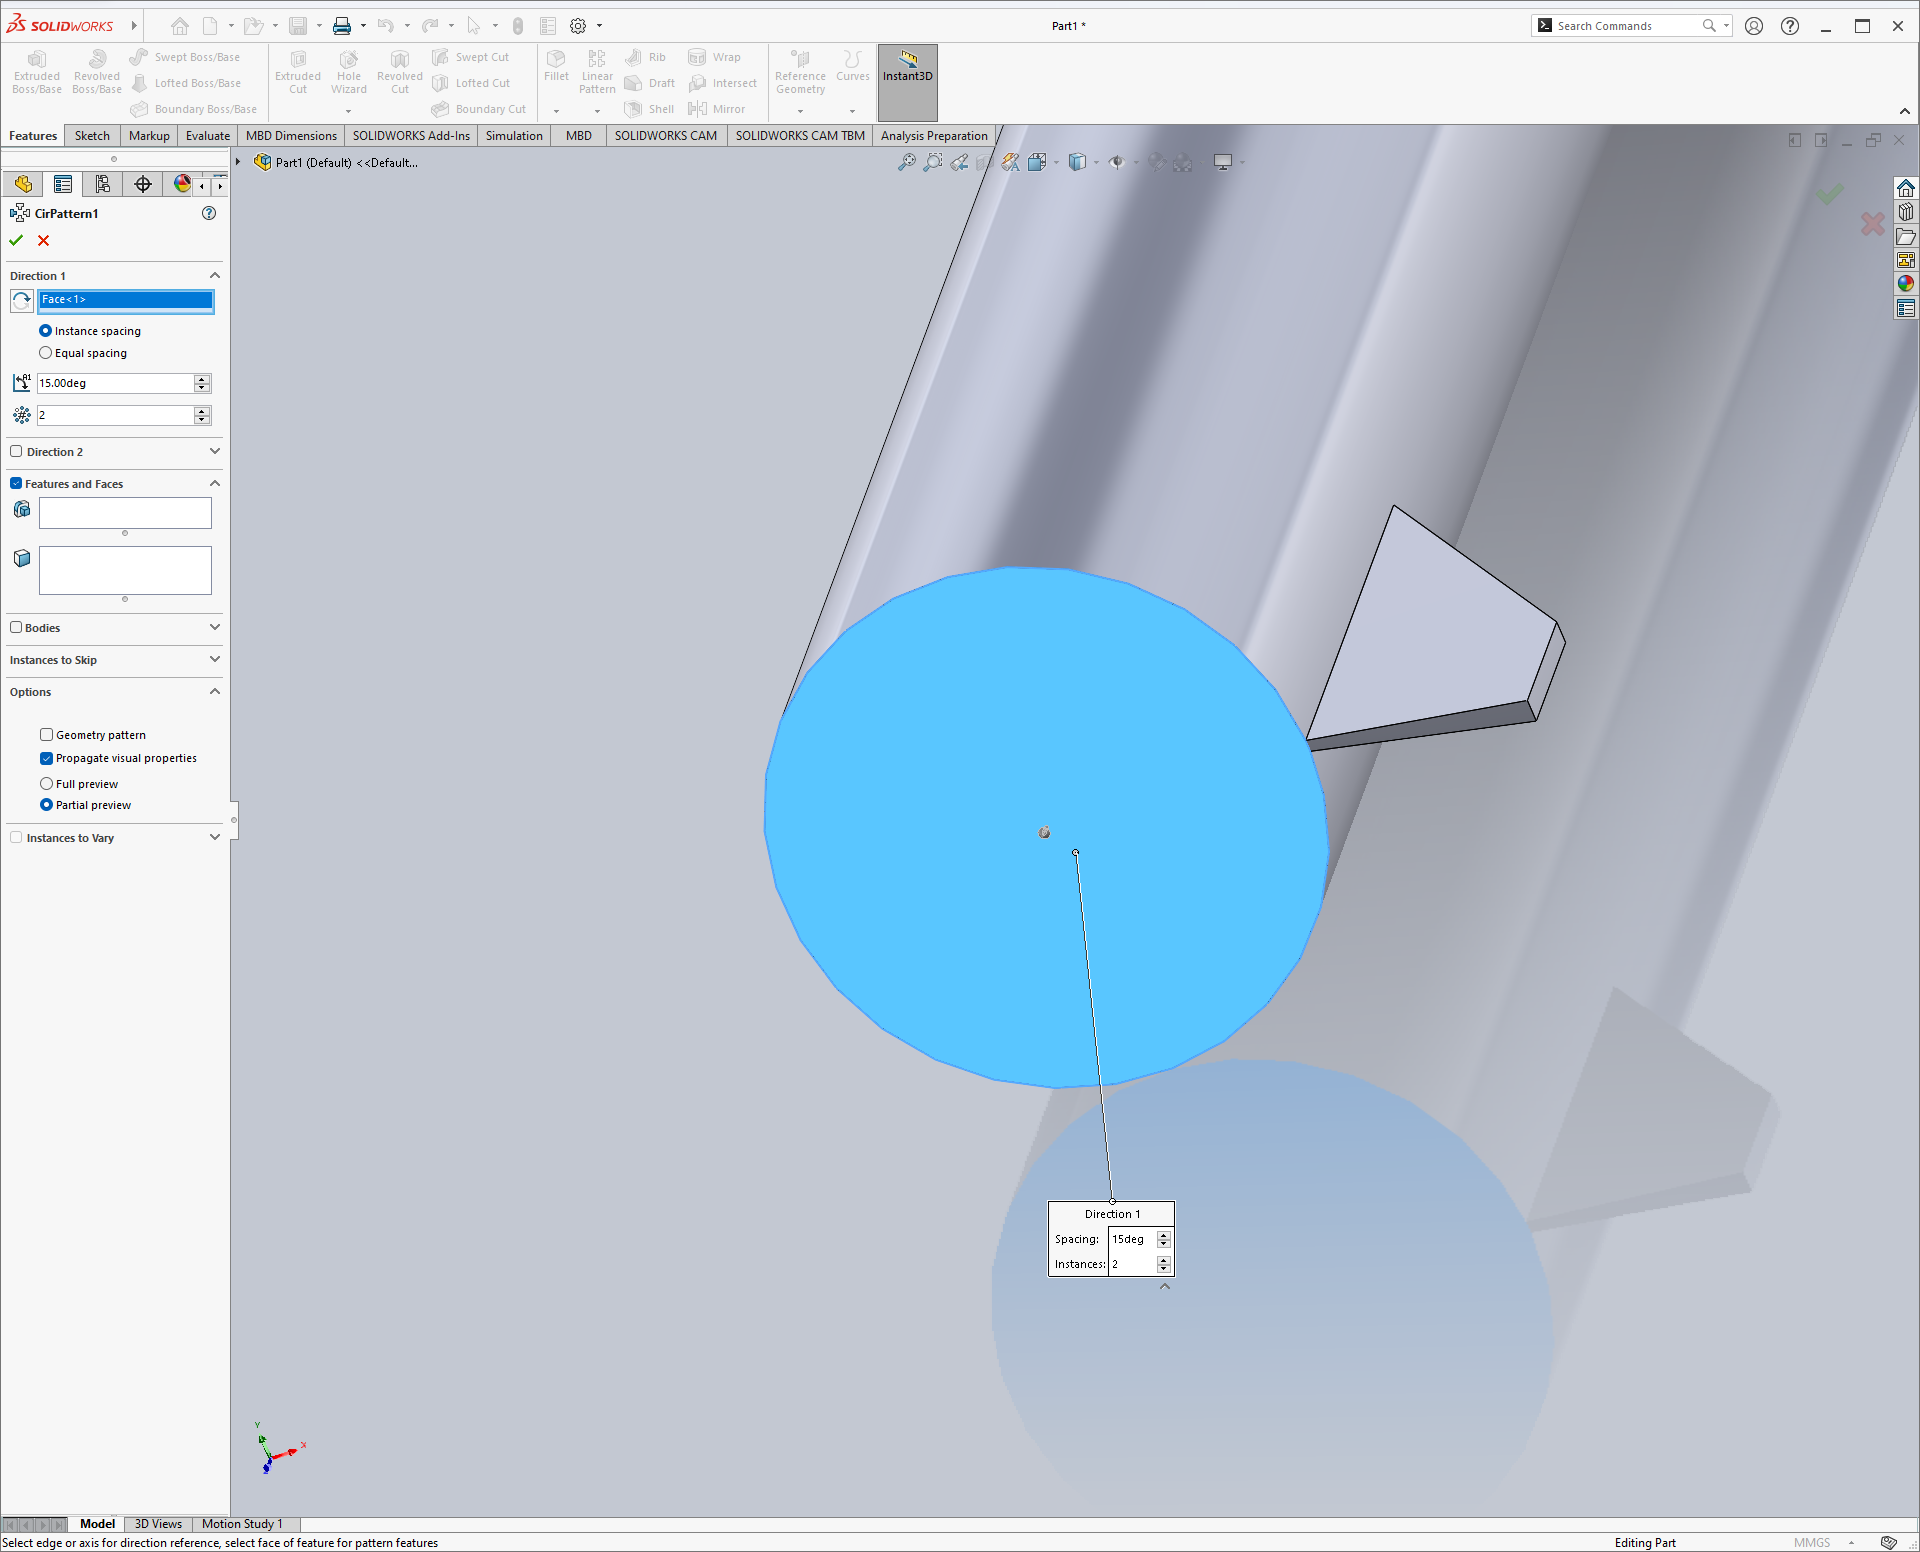 SOLIDWORKS
Part1 *
Search Commands
Extruded Boss/Base
Revolved Boss/Base
Swept Boss/Base
Lofted Boss/Base
Boundary Boss/Base
Extruded Cut
Hole Wizard
Revolved Cut
Swept Cut
Lofted Cut
Boundary Cut
Fillet
Linear Pattern
Rib
Draft
Shell
Wrap
Intersect
Mirror
Reference Geometry
Curves
Instant3D
Features
Sketch
Markup
Evaluate
MBD Dimensions
SOLIDWORKS Add-Ins
Simulation
MBD
SOLIDWORKS CAM
SOLIDWORKS CAM TBM
Analysis Preparation
Part1 (Default) <<Default...
CirPattern1
Direction 1
Face<1>
Instance spacing
Equal spacing
15.00deg
2
Direction 2
Features and Faces
Bodies
Instances to Skip
Options
Geometry pattern
Propagate visual properties
Full preview
Partial preview
Instances to Vary
Direction 1
Spacing: 15deg
Instances: 2
Y
X
Model
3D Views
Motion Study 1
Select edge or axis for direction reference, select face of feature for pattern features
Editing Part
MMGS